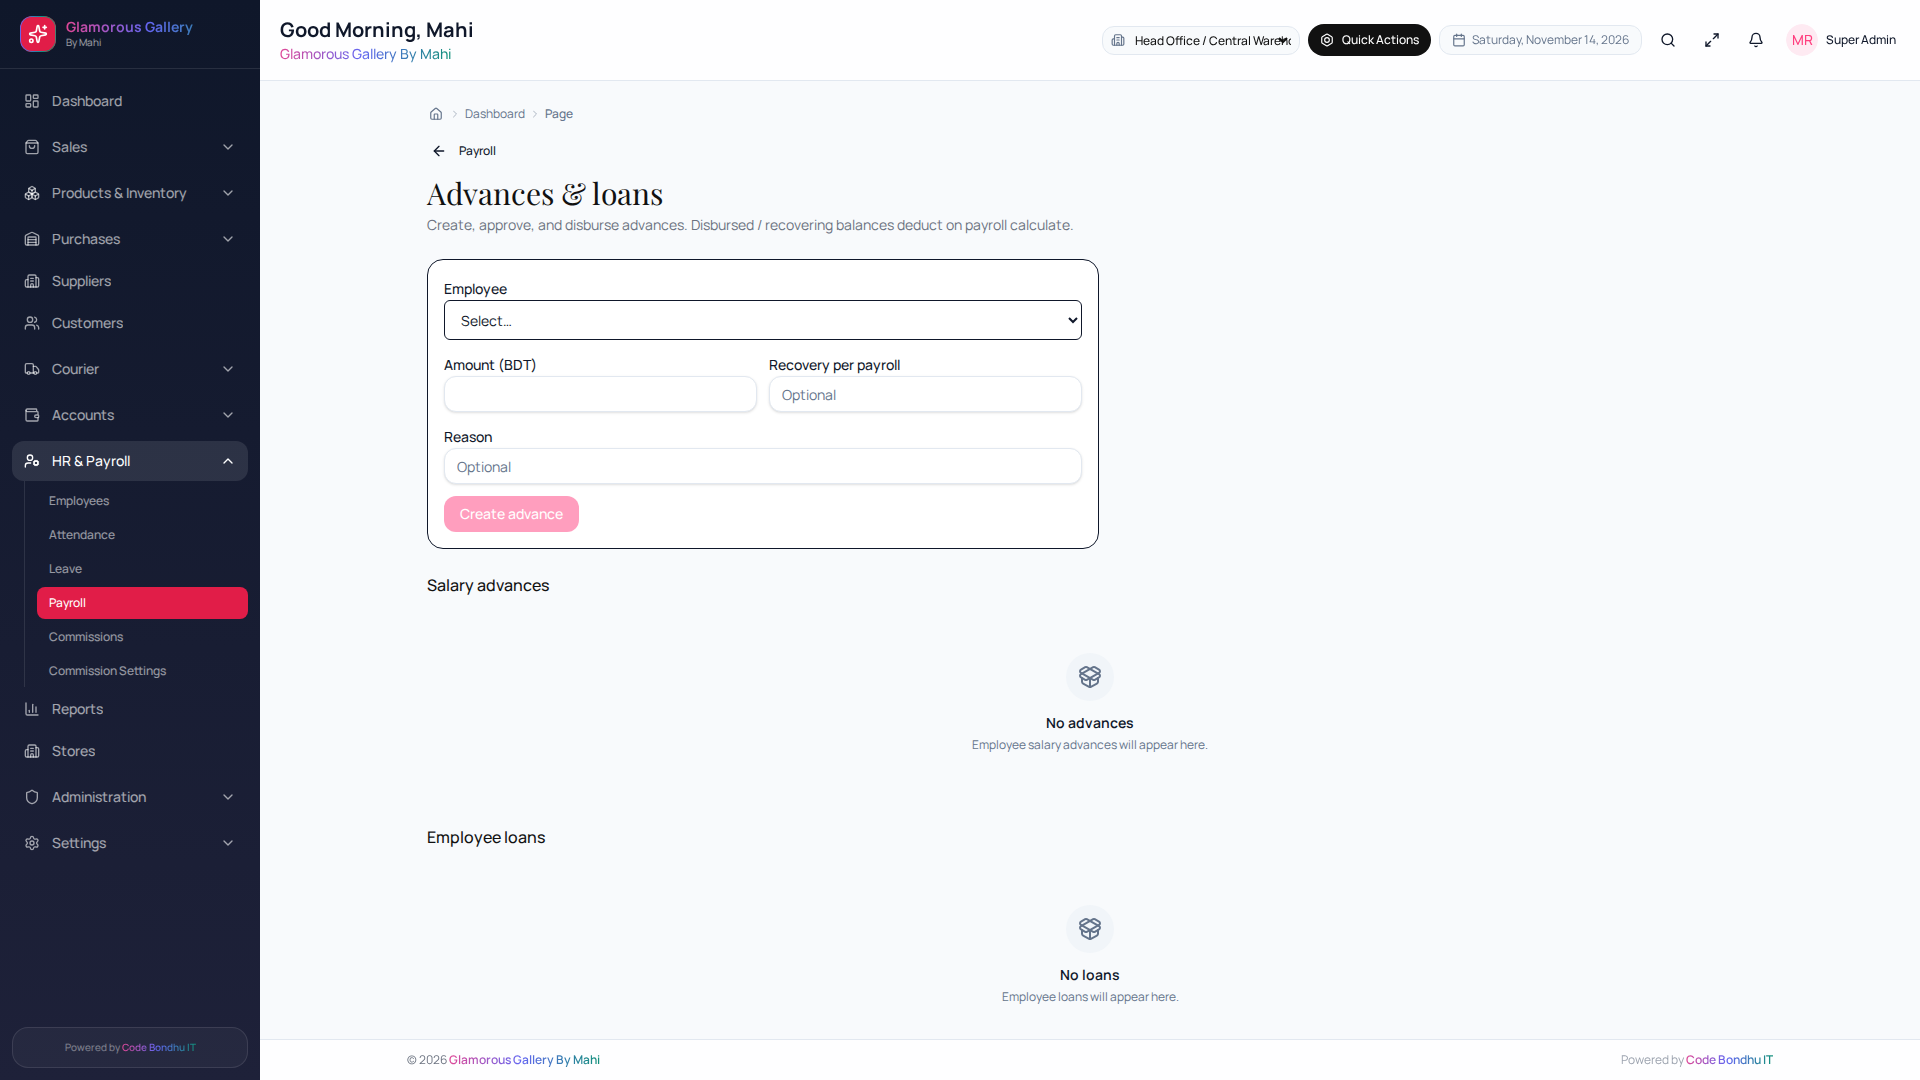 Glamorous Gallery
By Mahi
Dashboard
Sales
Products & Inventory
Purchases
Suppliers
Customers
Courier
Accounts
HR & Payroll
Employees
Attendance
Leave
Payroll
Commissions
Commission Settings
Reports
Stores
Administration
Settings
Powered by Code Bondhu IT
Good Morning, Mahi
Glamorous Gallery By Mahi
Head Office / Central
Quick Actions
Saturday, November 14, 2026
MR
Super Admin
Dashboard
Page
Payroll
Advances & loans
Create, approve, and disburse advances. Disbursed / recovering balances deduct on payroll calculate.
Employee
Select...
Amount (BDT)
Recovery per payroll
Optional
Reason
Optional
Create advance
Salary advances
No advances
Employee salary advances will appear here.
Employee loans
No loans
Employee loans will appear here.
© 2026 Glamorous Gallery By Mahi
Powered by Code Bondhu IT